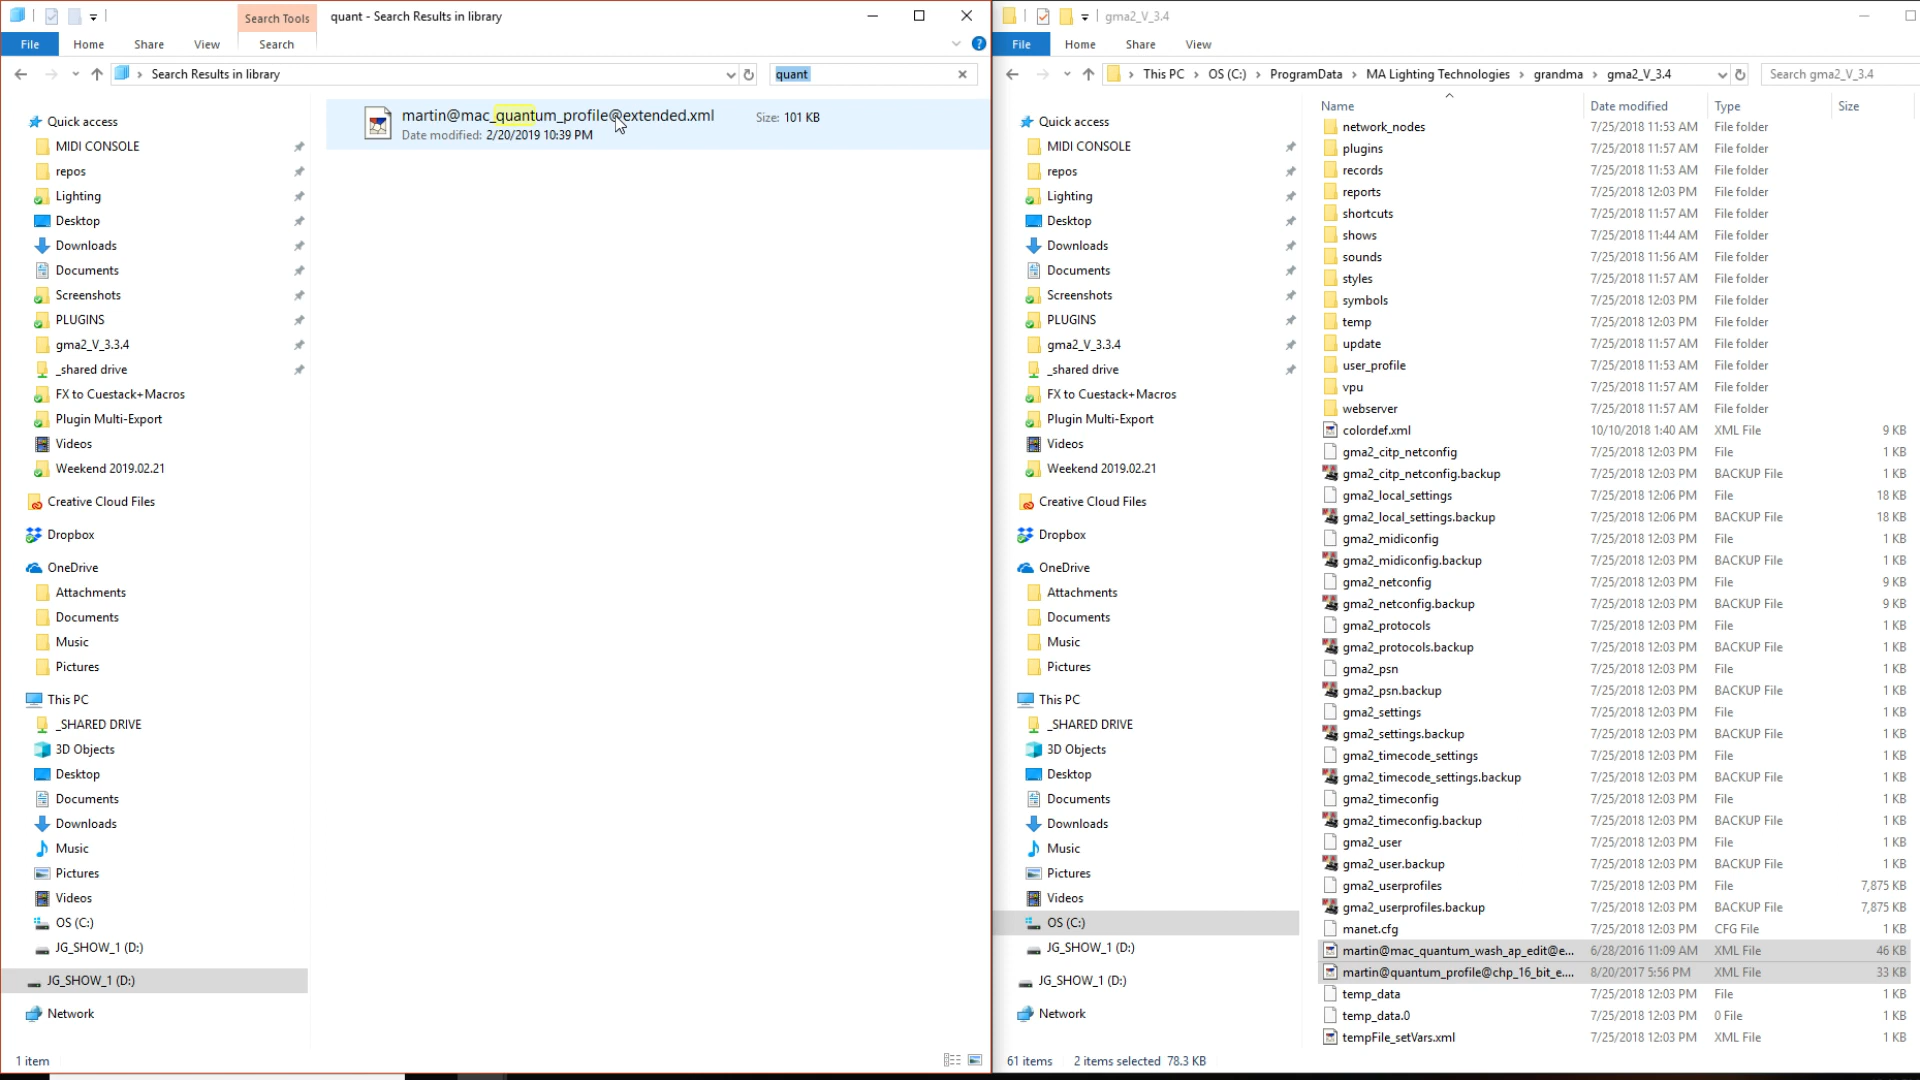 Search Tools
quant - Search Results in library
File
Home
Share
View
Search
Search Results in library
quant
Quick access
MIDI CONSOLE
repos
Lighting
Desktop
Downloads
Documents
Screenshots
PLUGINS
gma2_V_3.3.4
_shared drive
FX to Cuestack+Macros
Plugin Multi-Export
Videos
Weekend 2019.02.21
Creative Cloud Files
Dropbox
OneDrive
Attachments
Documents
Music
Pictures
This PC
_SHARED DRIVE
3D Objects
Desktop
Documents
Downloads
Music
Pictures
Videos
OS (C:)
JG_SHOW_1 (D:)
JG_SHOW_1 (D:)
Network
1 item
martin@mac_quantum_profile@extended.xml
Size: 101 KB
Date modified: 2/20/2019 10:39 PM
gma2_V_3.4
File
Home
Share
View
This PC > OS (C:) > ProgramData > MA Lighting Technologies > grandma > gma2_V_3.4
Search gma2_V_3.4
Quick access
MIDI CONSOLE
repos
Lighting
Desktop
Downloads
Documents
Screenshots
PLUGINS
gma2_V_3.3.4
_shared drive
FX to Cuestack+Macros
Plugin Multi-Export
Videos
Weekend 2019.02.21
Creative Cloud Files
Dropbox
OneDrive
Attachments
Documents
Music
Pictures
This PC
_SHARED DRIVE
3D Objects
Desktop
Documents
Downloads
Music
Pictures
Videos
OS (C:)
JG_SHOW_1 (D:)
JG_SHOW_1 (D:)
Network
Name Date modified Type Size
network_nodes 7/25/2018 11:53 AM File folder
plugins 7/25/2018 11:57 AM File folder
records 7/25/2018 11:53 AM File folder
reports 7/25/2018 12:03 PM File folder
shortcuts 7/25/2018 11:57 AM File folder
shows 7/25/2018 11:44 AM File folder
sounds 7/25/2018 11:56 AM File folder
styles 7/25/2018 11:57 AM File folder
symbols 7/25/2018 12:03 PM File folder
temp 7/25/2018 12:03 PM File folder
update 7/25/2018 11:57 AM File folder
user_profile 7/25/2018 11:53 AM File folder
vpu 7/25/2018 11:57 AM File folder
webserver 7/25/2018 11:57 AM File folder
colordef.xml 10/10/2018 1:40 AM XML File 9 KB
gma2_citp_netconfig 7/25/2018 12:03 PM File 1 KB
gma2_citp_netconfig.backup 7/25/2018 12:03 PM BACKUP File 1 KB
gma2_local_settings 7/25/2018 12:06 PM File 18 KB
gma2_local_settings.backup 7/25/2018 12:06 PM BACKUP File 18 KB
gma2_midiconfig 7/25/2018 12:03 PM File 1 KB
gma2_midiconfig.backup 7/25/2018 12:03 PM BACKUP File 1 KB
gma2_netconfig 7/25/2018 12:03 PM File 9 KB
gma2_netconfig.backup 7/25/2018 12:03 PM BACKUP File 9 KB
gma2_protocols 7/25/2018 12:03 PM File 1 KB
gma2_protocols.backup 7/25/2018 12:03 PM BACKUP File 1 KB
gma2_psn 7/25/2018 12:03 PM File 1 KB
gma2_psn.backup 7/25/2018 12:03 PM BACKUP File 1 KB
gma2_settings 7/25/2018 12:03 PM File 1 KB
gma2_settings.backup 7/25/2018 12:03 PM BACKUP File 1 KB
gma2_timecode_settings 7/25/2018 12:03 PM File 1 KB
gma2_timecode_settings.backup 7/25/2018 12:03 PM BACKUP File 1 KB
gma2_timeconfig 7/25/2018 12:03 PM File 1 KB
gma2_timeconfig.backup 7/25/2018 12:03 PM BACKUP File 1 KB
gma2_user 7/25/2018 12:03 PM File 1 KB
gma2_user.backup 7/25/2018 12:03 PM BACKUP File 1 KB
gma2_userprofiles 7/25/2018 12:03 PM File 7,875 KB
gma2_userprofiles.backup 7/25/2018 12:03 PM BACKUP File 7,875 KB
manet.cfg 7/25/2018 12:03 PM CFG File 1 KB
martin@mac_quantum_wash_ap_edit@e... 6/28/2016 11:09 AM XML File 46 KB
martin@quantum_profile@chp_16_bit_e.... 8/20/2017 5:56 PM XML File 33 KB
temp_data 7/25/2018 12:03 PM File 1 KB
temp_data.0 7/25/2018 12:03 PM 0 File 1 KB
tempFile_setVars.xml 7/25/2018 12:03 PM XML File 1 KB
61 items 2 items selected 78.3 KB